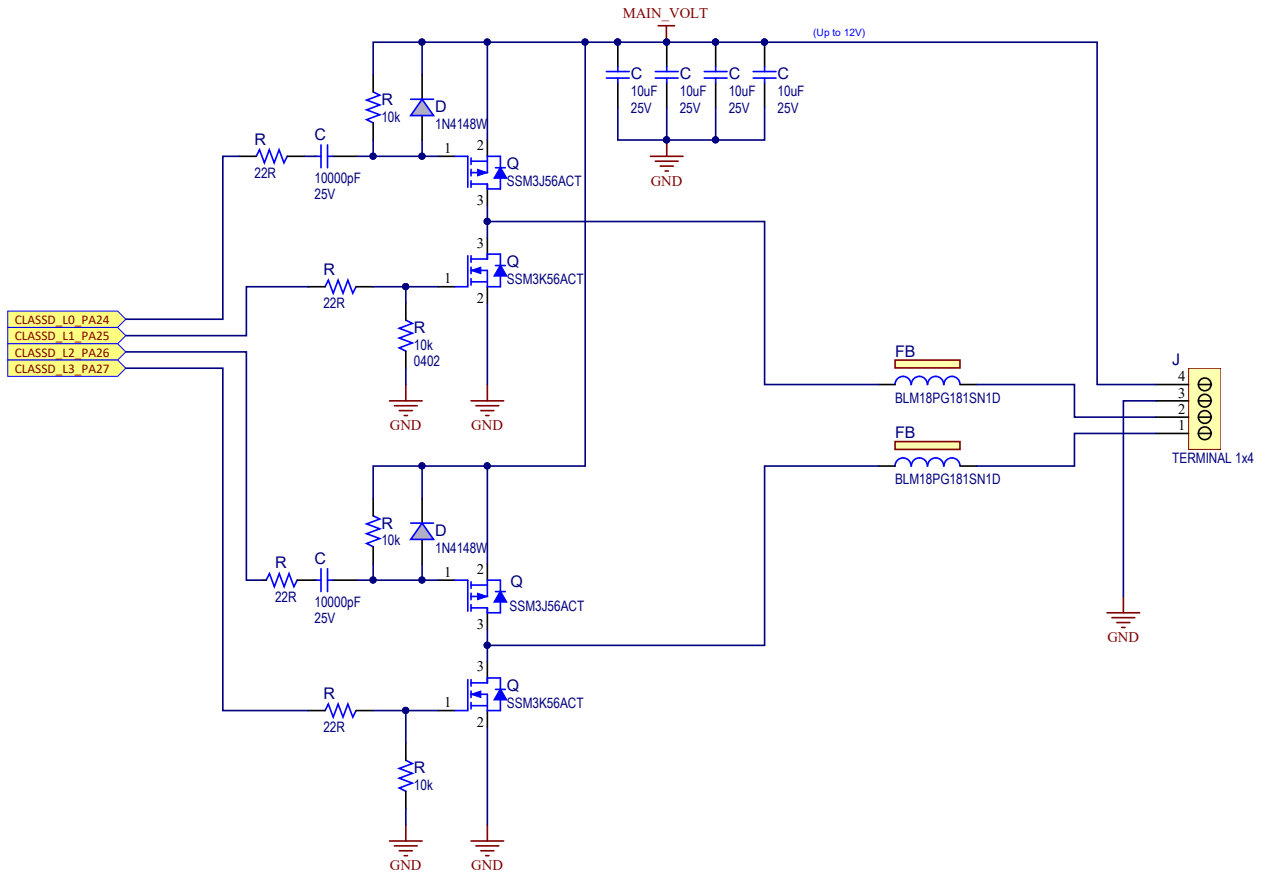 MAIN_VOLT
(Up to 12V)
C
10uF
25V
C
10uF
25V
C
10uF
25V
C
10uF
25V
GND
R
10k
D
1N4148W
R
22R
C
10000pF
25V
1
2
3
Q
SSM3J56ACT
R
22R
1
3
2
Q
SSM3K56ACT
R
10k
0402
GND
GND
CLASSD_L0_PA24
CLASSD_L1_PA25
CLASSD_L2_PA26
CLASSD_L3_PA27
FB
BLM18PG181SN1D
FB
BLM18PG181SN1D
J
4
3
2
1
TERMINAL 1x4
GND
R
10k
D
1N4148W
R
22R
C
10000pF
25V
1
2
3
Q
SSM3J56ACT
R
22R
1
3
2
Q
SSM3K56ACT
R
10k
GND
GND